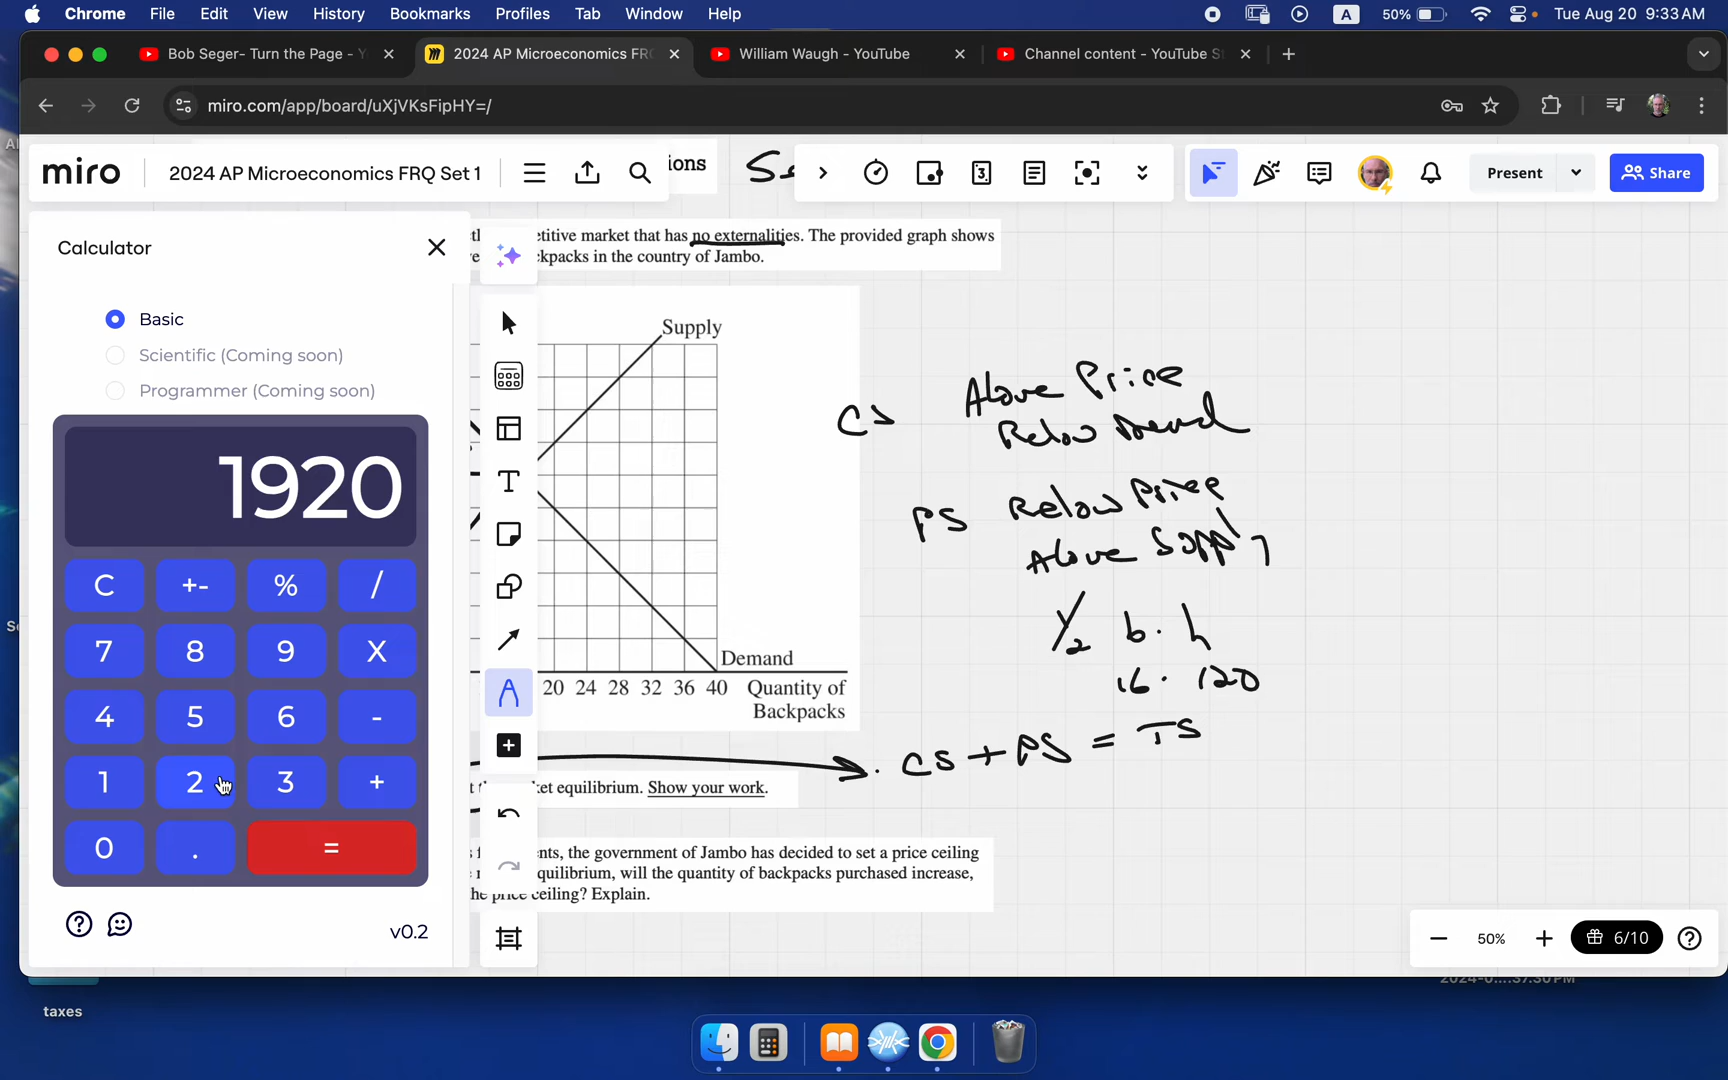 Chrome File Edit View History Bookmarks Profiles Tab Window Help A 50% Tue Aug 20 9:33 AM
Bob Seger- Turn the Page - Y 2024 AP Microeconomics FR William Waugh - YouTube Channel content - YouTube St
miro.com/app/board/uXjVKsFipHY=/
miro 2024 AP Microeconomics FRQ Set 1 ions Se 3 Present Share
etitive market that has no externalities. The provided graph shows
kpacks in the country of Jambo.
Calculator
Basic
Scientific (Coming soon)
Programmer (Coming soon)
1920
C +- % /
7 8 9 X
4 5 6 -
1 2 3 +
0 . =
v0.2
T
Supply
Demand
20 24 28 32 36 40 Quantity of
Backpacks
CS Above Price
Below Demand
PS Below Price
Above Supply
1/2 b · h
16 · 120
CS + PS = TS
ket equilibrium. Show your work.
ents, the government of Jambo has decided to set a price ceiling
quilibrium, will the quantity of backpacks purchased increase,
the price ceiling? Explain.
50% 6/10
taxes